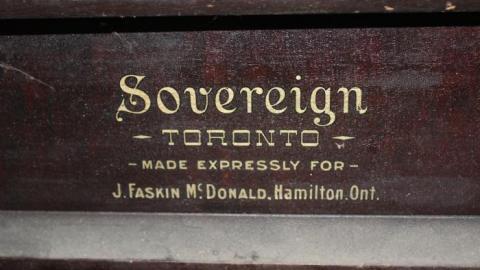 Sovereign
- TORONTO -
- MADE EXPRESSLY FOR -
J. FASKIN McDONALD, Hamilton, Ont.